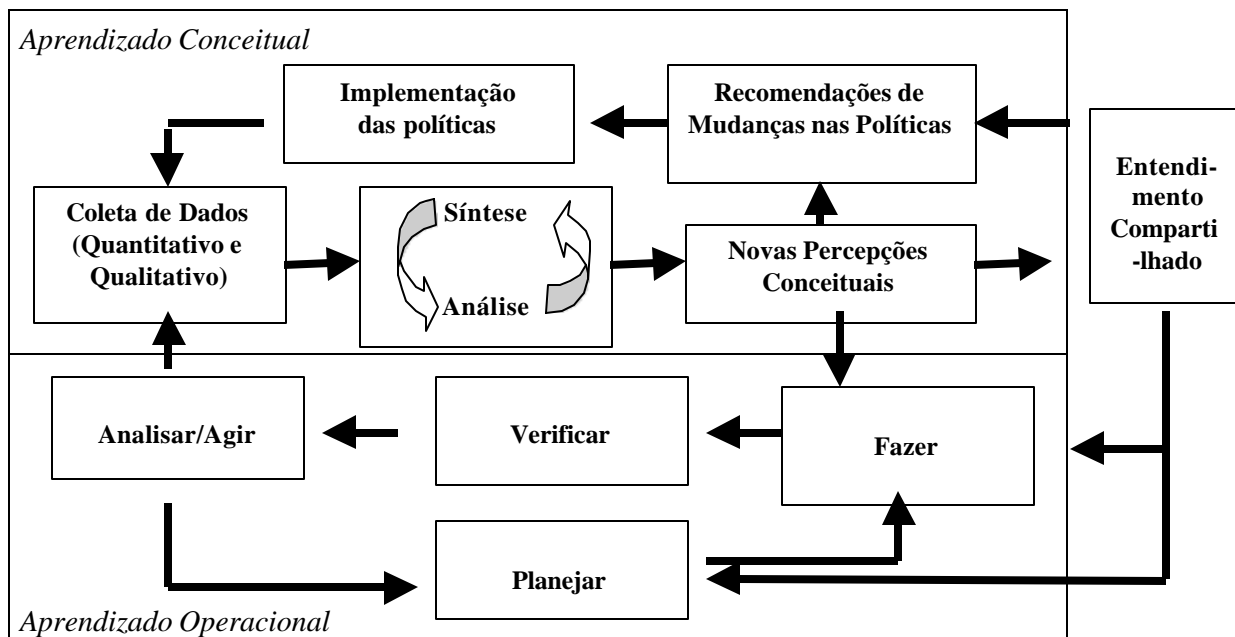 Aprendizado Conceitual
Implementação
das políticas
Recomendações de
Mudanças nas Políticas
Entendi-
mento
Comparti
-lhado
Coleta de Dados
(Quantitativo e
Qualitativo)
Síntese
Análise
Novas Percepções
Conceituais
Analisar/Agir
Verificar
Fazer
Planejar
Aprendizado Operacional